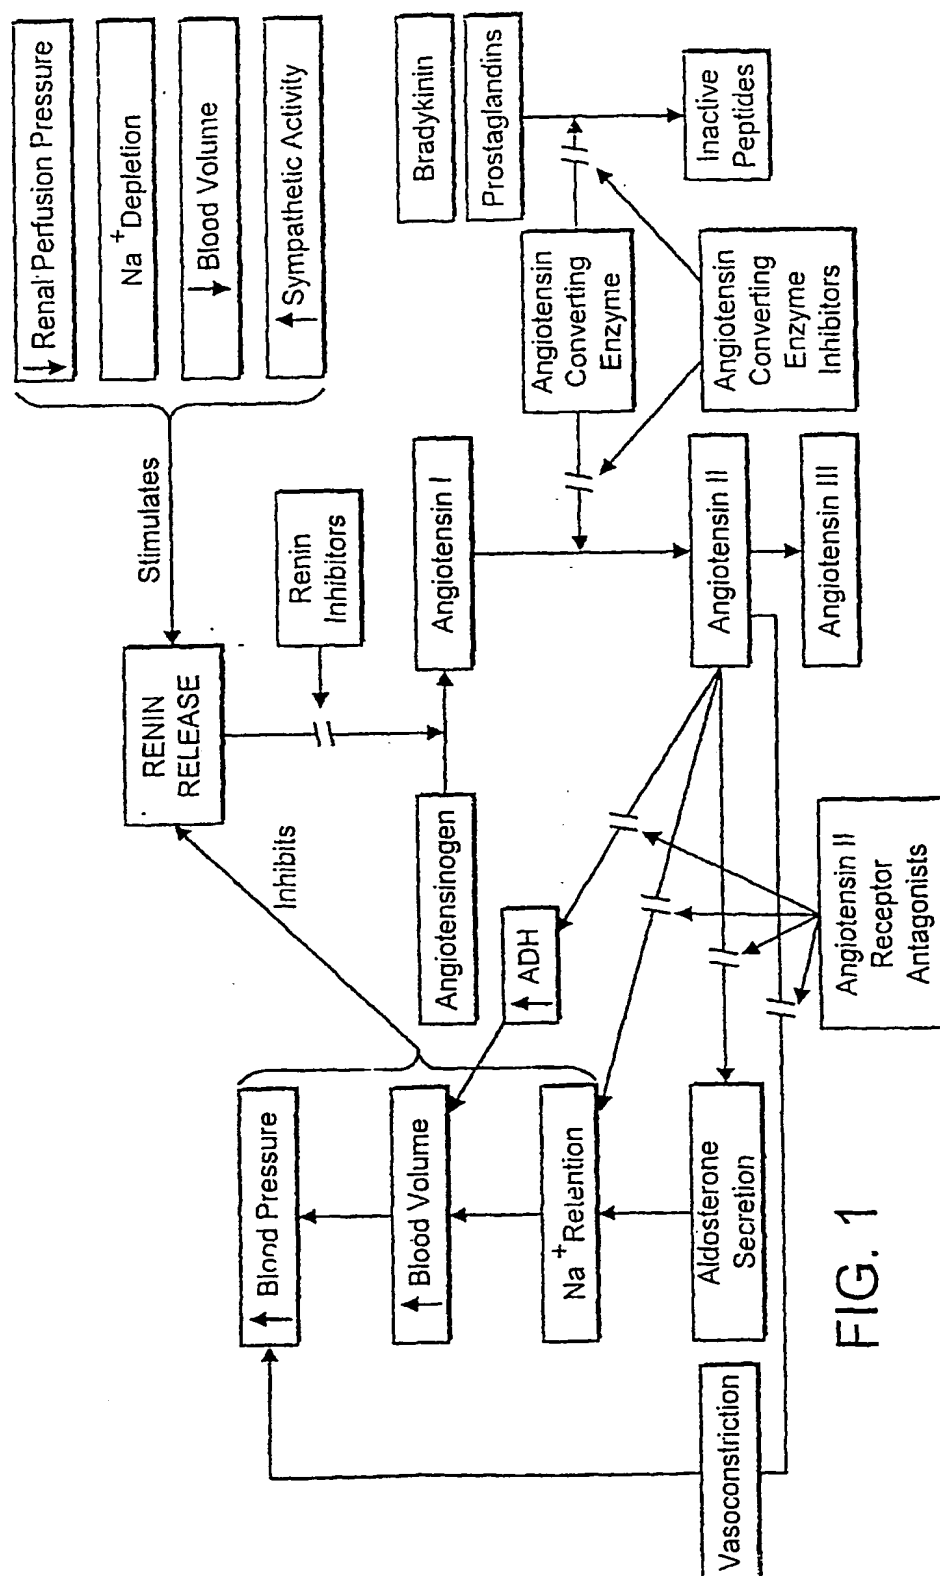 ↓ Renal Perfusion Pressure
Na+ Depletion
↓ Blood Volume
↑ Sympathetic Activity
Stimulates
RENIN
RELEASE
Inhibits
Renin
Inhibitors
Angiotensinogen
Angiotensin I
Bradykinin
Prostaglandins
Angiotensin
Converting
Enzyme
Inactive
Peptides
Angiotensin
Converting
Enzyme
Inhibitors
↑ Blood Pressure
↑ Blood Volume
↑ ADH
Na+ Retention
Aldosterone
Secretion
Vasoconstriction
Angiotensin II
Angiotensin III
Angiotensin II
Receptor
Antagonists
FIG. 1